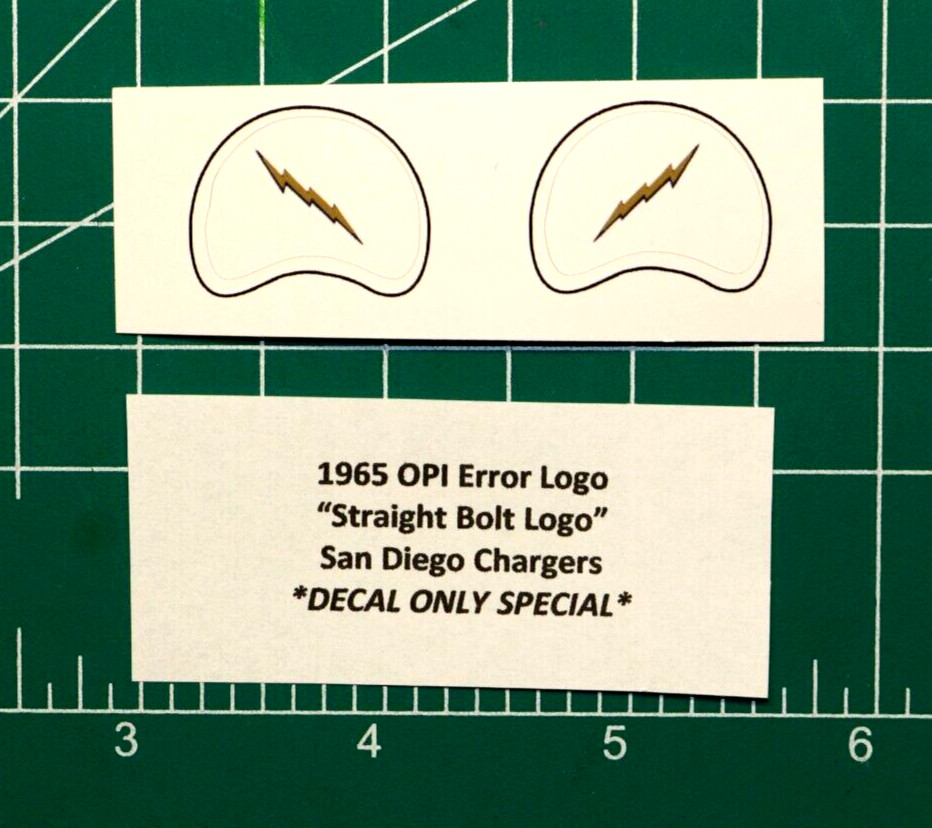 1965 OPI Error Logo
“Straight Bolt Logo”
San Diego Chargers
*DECAL ONLY SPECIAL*
3 4 5 6